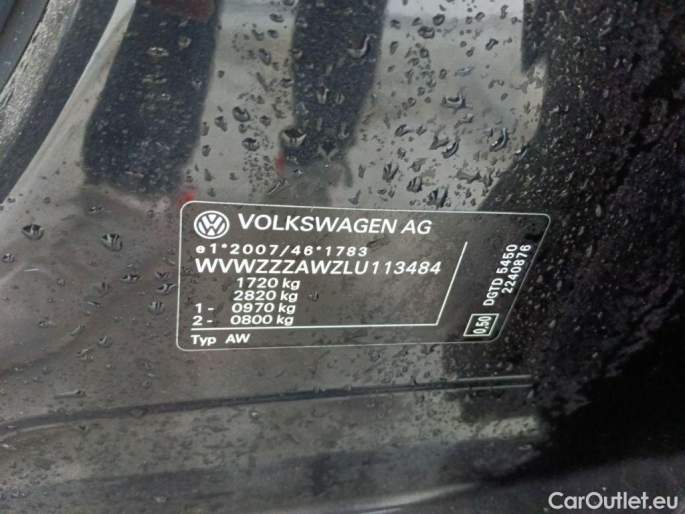 VOLKSWAGEN AG
e1*2007/46*1783
WVWZZZAWZLU113484
1720 kg
2820 kg
1- 0970 kg
2- 0800 kg
Typ AW
DGTD 5450
2240876
0.50
CarOutlet.eu